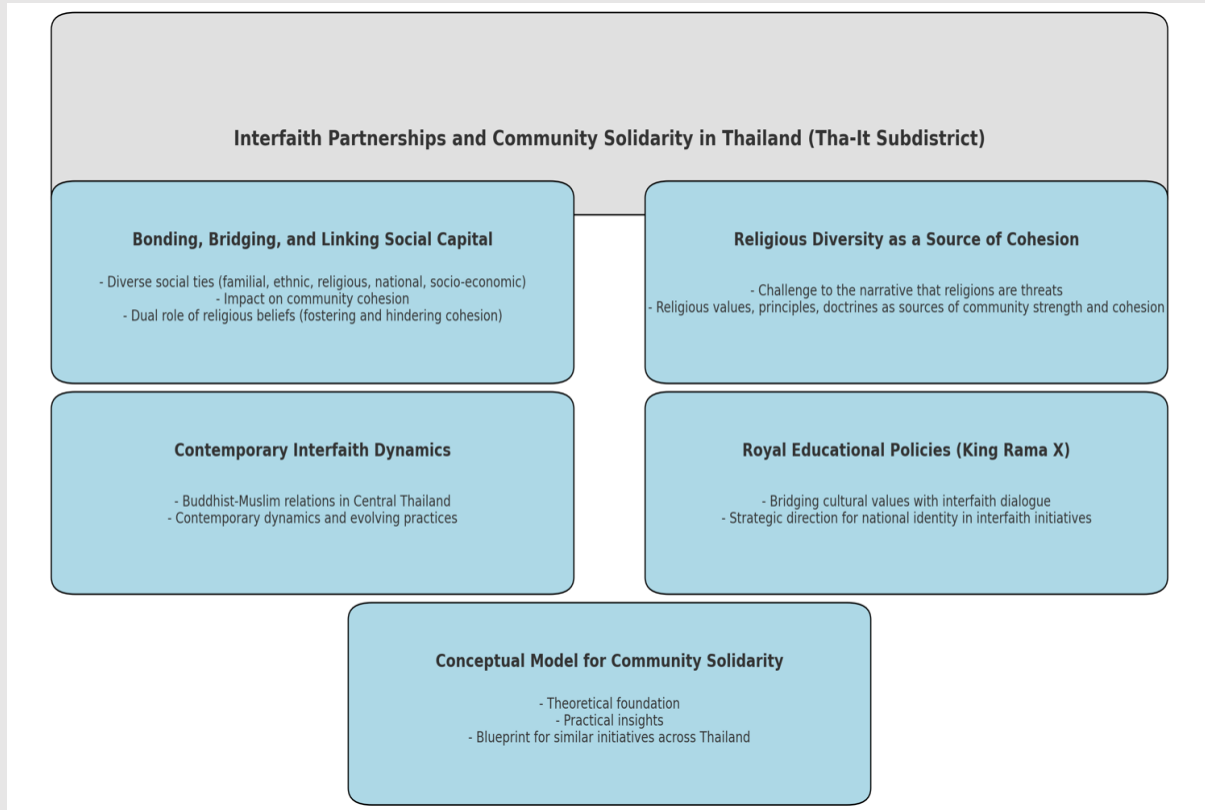 Interfaith Partnerships and Community Solidarity in Thailand (Tha-It Subdistrict)
Bonding, Bridging, and Linking Social Capital
- Diverse social ties (familial, ethnic, religious, national, socio-economic)
- Impact on community cohesion
- Dual role of religious beliefs (fostering and hindering cohesion)
Religious Diversity as a Source of Cohesion
- Challenge to the narrative that religions are threats
- Religious values, principles, doctrines as sources of community strength and cohesion
Contemporary Interfaith Dynamics
- Buddhist-Muslim relations in Central Thailand
- Contemporary dynamics and evolving practices
Royal Educational Policies (King Rama X)
- Bridging cultural values with interfaith dialogue
- Strategic direction for national identity in interfaith initiatives
Conceptual Model for Community Solidarity
- Theoretical foundation
- Practical insights
- Blueprint for similar initiatives across Thailand